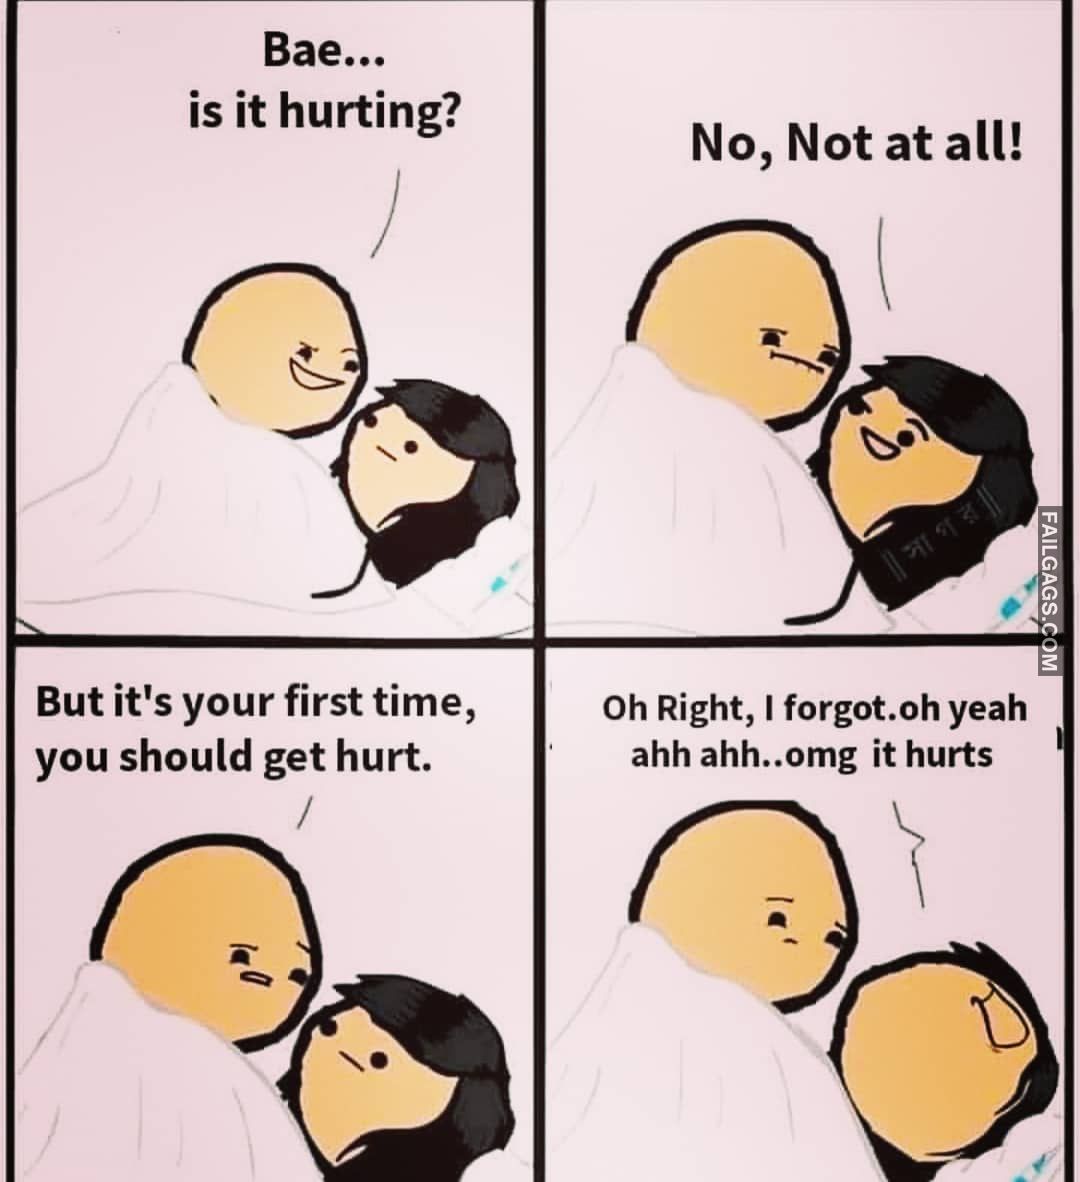 Bae...
is it hurting?
No, Not at all!
|| সাগর ||
FAILGAGS.COM
But it's your first time,
you should get hurt.
Oh Right, I forgot.oh yeah
ahh ahh..omg it hurts